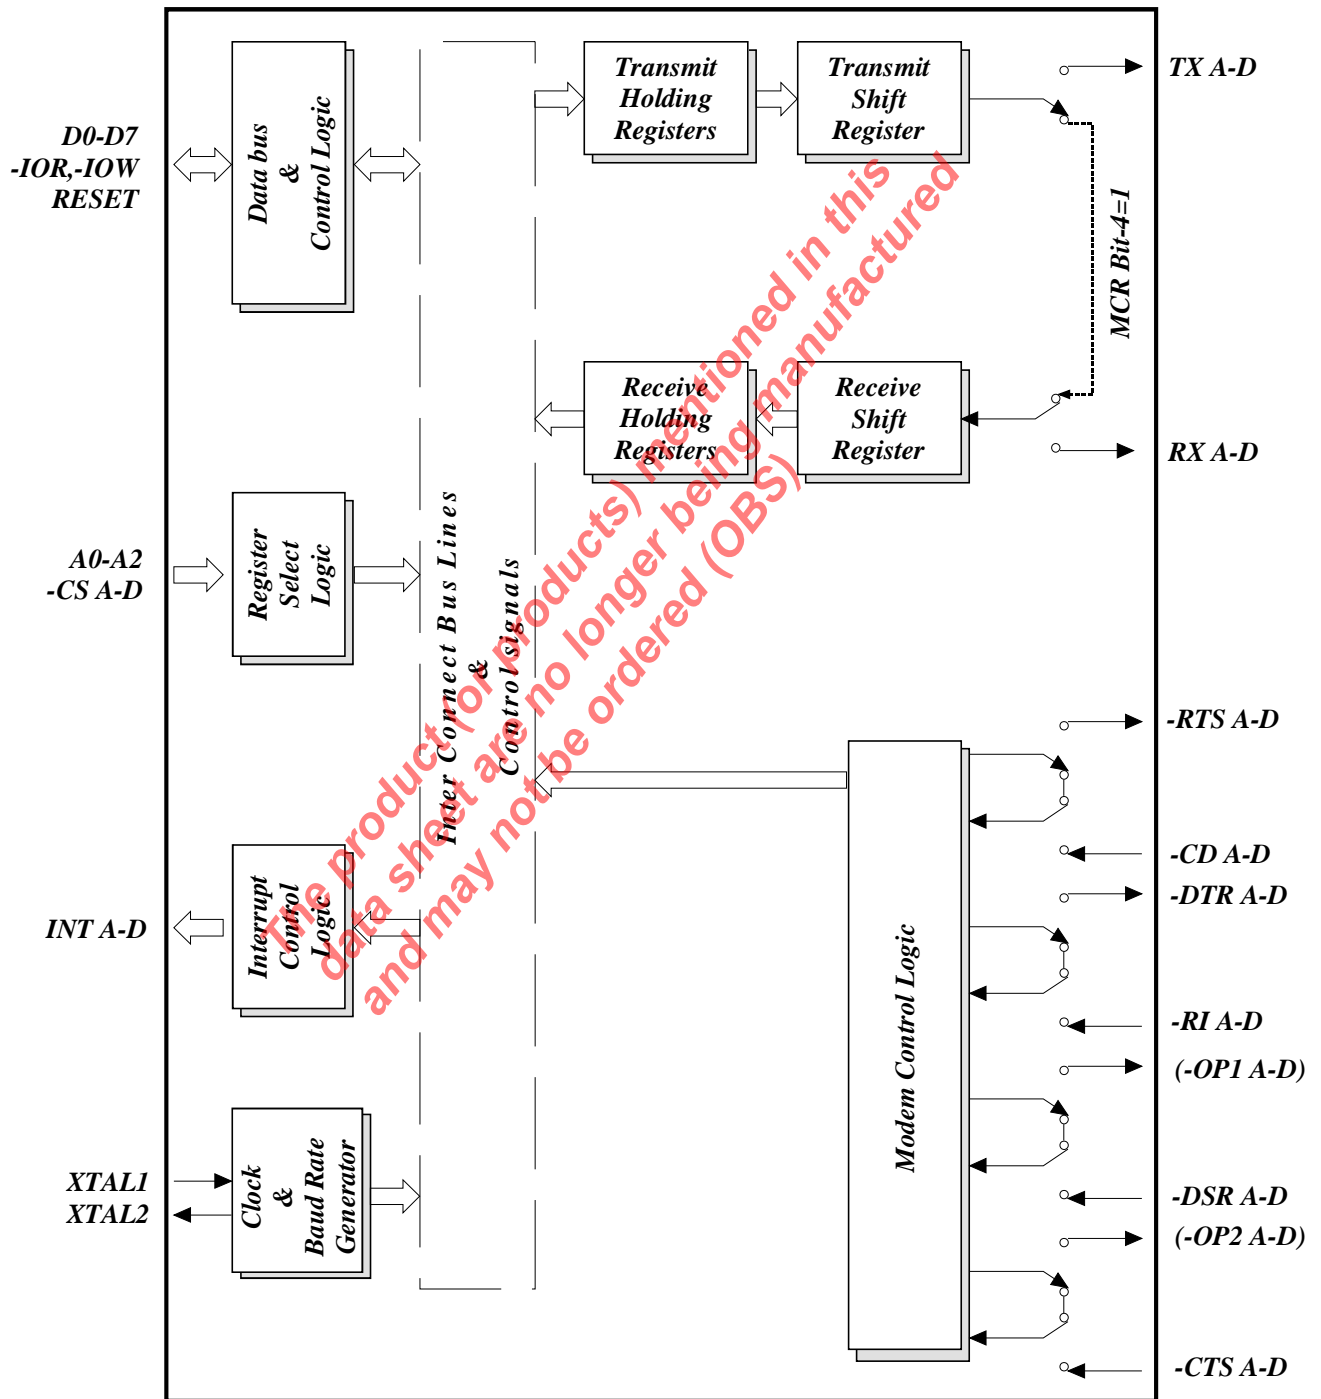 D0-D7
-IOR,-IOW
RESET
Data bus
&
Control Logic
A0-A2
-CS A-D
Register
Select
Logic
INT A-D
Interrupt
Control
Logic
XTAL1
XTAL2
Clock
&
Baud Rate
Generator
Inter Connect Bus Lines
&
Control signals
Transmit
Holding
Registers
Transmit
Shift
Register
TX A-D
MCR Bit-4=1
Receive
Holding
Registers
Receive
Shift
Register
RX A-D
Modem Control Logic
-RTS A-D
-CD A-D
-DTR A-D
-RI A-D
(-OP1 A-D)
-DSR A-D
(-OP2 A-D)
-CTS A-D
The product (or products) mentioned in this
data sheet are no longer being manufactured
and may not be ordered (OBS)